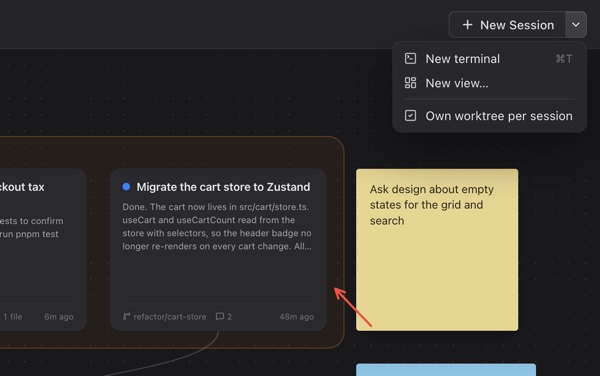 + New Session
New terminal ⌘T
New view...
Own worktree per session
ckout tax
ests to confirm
run pnpm test
1 file 6m ago
Migrate the cart store to Zustand
Done. The cart now lives in src/cart/store.ts.
useCart and useCartCount read from the
store with selectors, so the header badge no
longer re-renders on every cart change. All...
refactor/cart-store 2 48m ago
Ask design about empty
states for the grid and
search